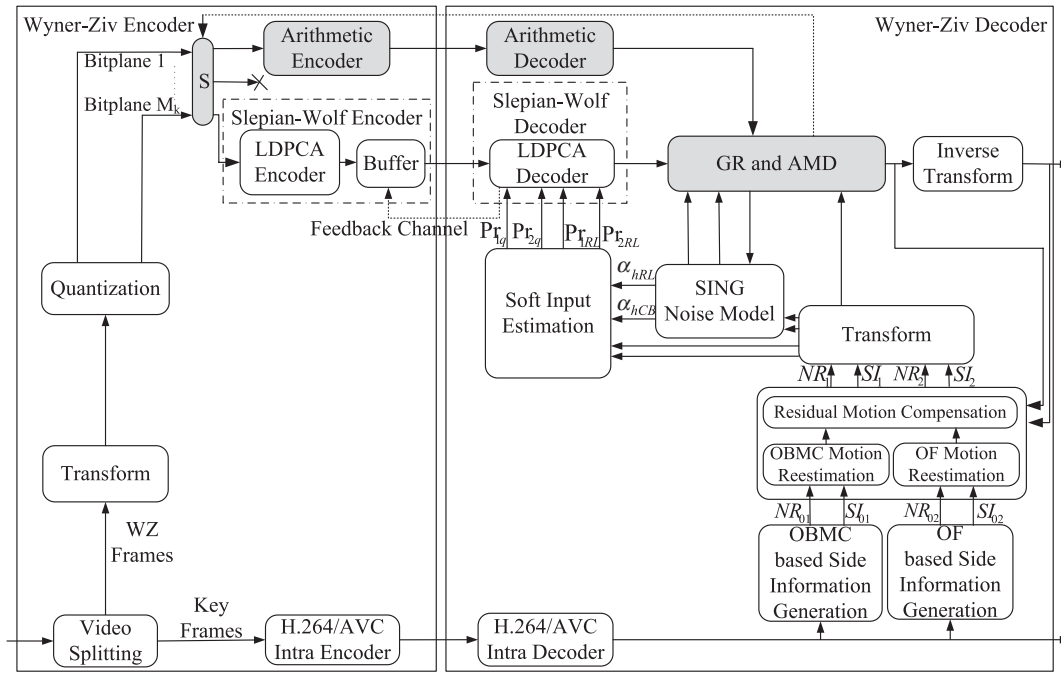 Wyner-Ziv Encoder
Wyner-Ziv Decoder
Bitplane 1
S
Arithmetic
Encoder
Arithmetic
Decoder
Bitplane Mk
Slepian-Wolf Encoder
LDPCA
Encoder
Buffer
Slepian-Wolf
Decoder
LDPCA
Decoder
GR and AMD
Inverse
Transform
Feedback Channel
Pr1q
Pr2q
Pr1RL
Pr2RL
Quantization
Soft Input
Estimation
αhRL
αhCB
SING
Noise Model
Transform
NR1
SI1
NR2
SI2
Residual Motion Compensation
OBMC Motion
Reestimation
OF Motion
Reestimation
Transform
NR01
SI01
NR02
SI02
WZ
Frames
OBMC
based Side
Information
Generation
OF
based Side
Information
Generation
Video
Splitting
Key
Frames
H.264/AVC
Intra Encoder
H.264/AVC
Intra Decoder